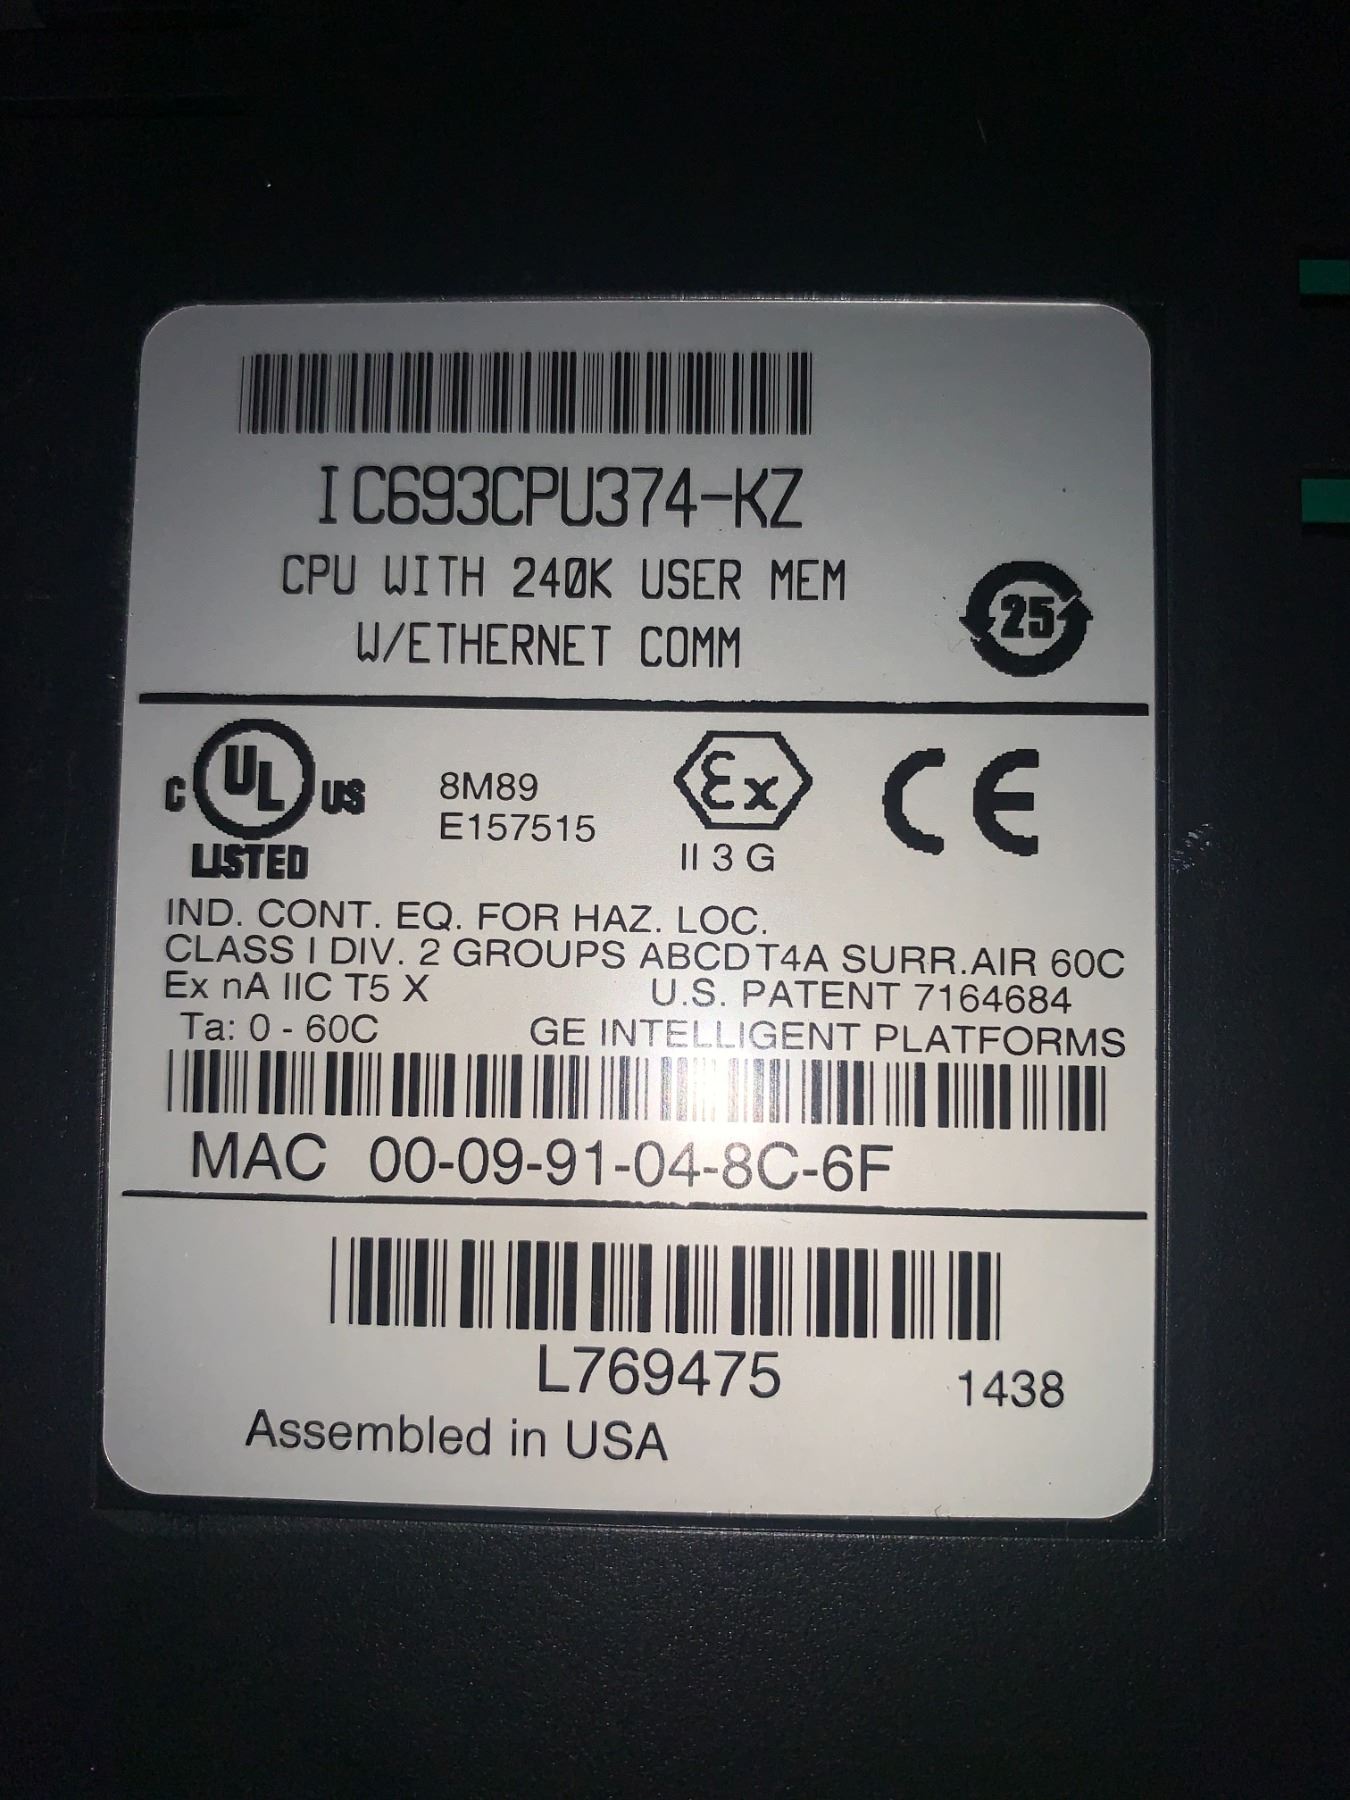 IC693CPU374-KZ
CPU WITH 240K USER MEM
W/ETHERNET COMM
25
C UL US
LISTED
8M89
E157515
Ex
II 3 G
CE
IND. CONT. EQ. FOR HAZ. LOC.
CLASS I DIV. 2 GROUPS ABCDT4A SURR.AIR 60C
Ex nA IIC T5 X U.S. PATENT 7164684
Ta: 0 - 60C GE INTELLIGENT PLATFORMS
MAC 00-09-91-04-8C-6F
L769475 1438
Assembled in USA